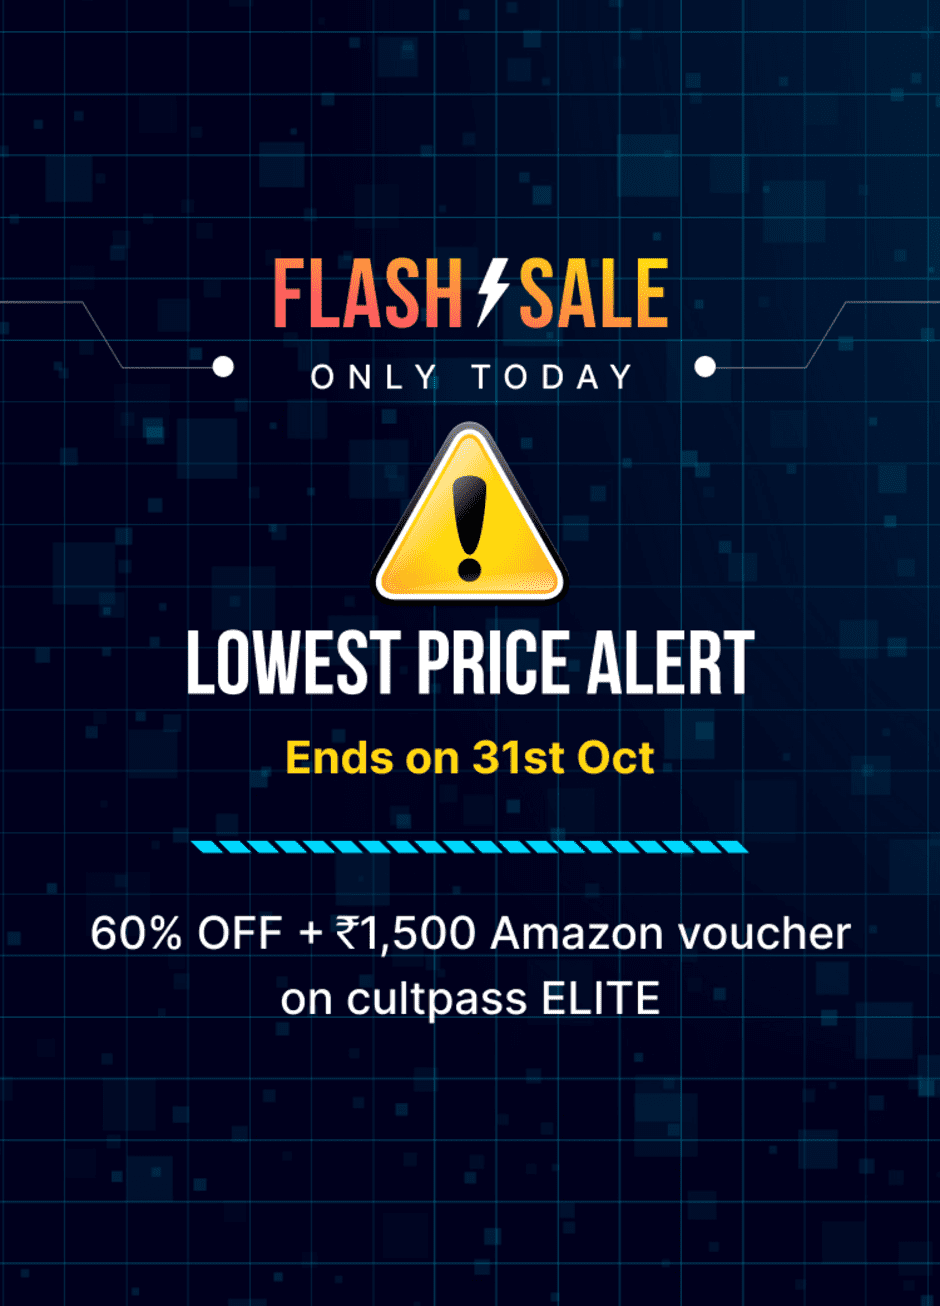 FLASH⚡SALE
ONLY TODAY
LOWEST PRICE ALERT
Ends on 31st Oct
60% OFF + ₹1,500 Amazon voucher
on cultpass ELITE